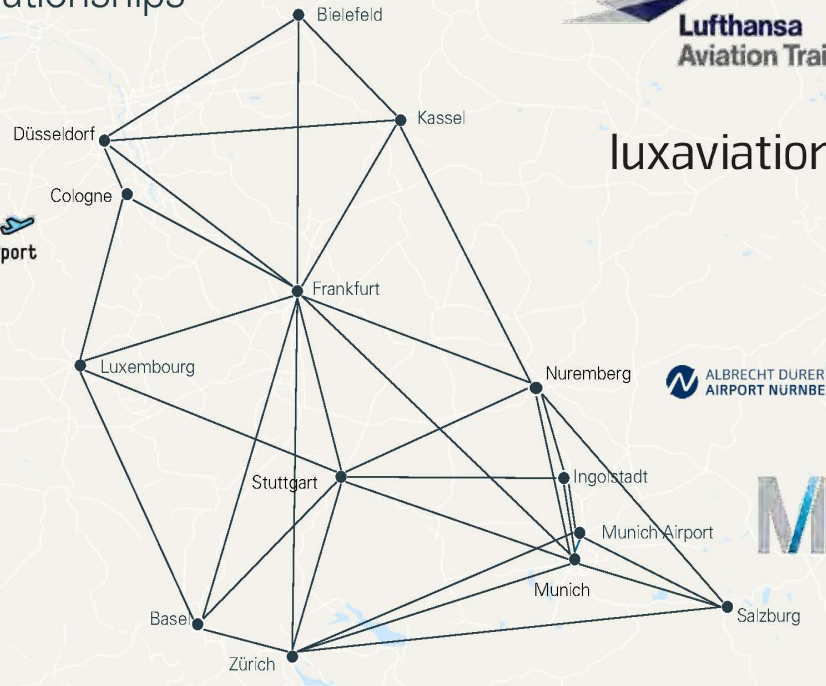 Bielefeld
Lufthansa
Aviation Trai
Kassel
Düsseldorf
luxaviation
Cologne
port
Frankfurt
Luxembourg
Nuremberg
ALBRECHT DÜRER
AIRPORT NÜRNBE
Stuttgart
Ingolstadt
M
Munich Airport
Munich
Basel
Salzburg
Zürich